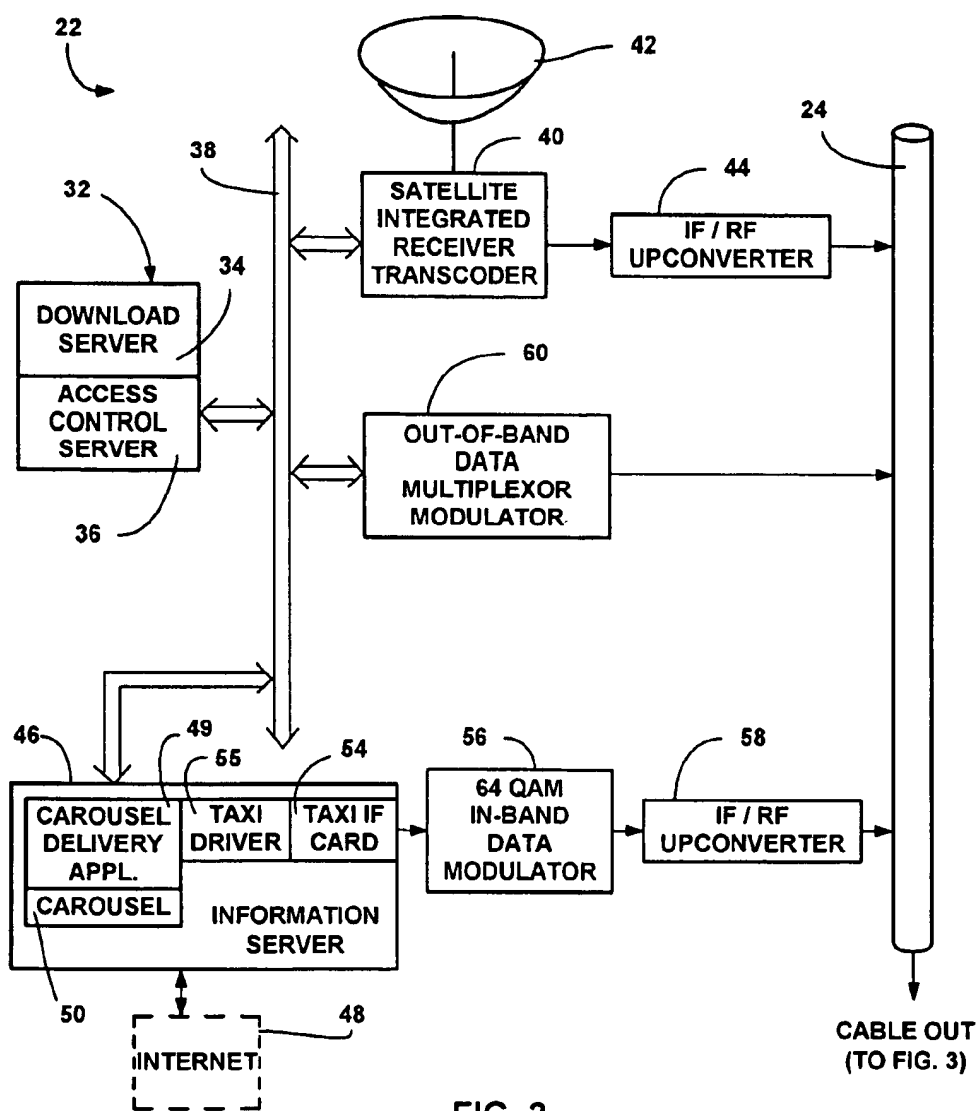 22
42
24
38
40
44
32
SATELLITE
INTEGRATED
RECEIVER
TRANSCODER
IF / RF
UPCONVERTER
34
DOWNLOAD
SERVER
60
ACCESS
CONTROL
SERVER
OUT-OF-BAND
DATA
MULTIPLEXOR
MODULATOR
36
46
49
55
54
56
58
CAROUSEL
DELIVERY
APPL.
TAXI
DRIVER
TAXI IF
CARD
64 QAM
IN-BAND
DATA
MODULATOR
IF / RF
UPCONVERTER
CAROUSEL
INFORMATION
SERVER
50
48
INTERNET
CABLE OUT
(TO FIG. 3)